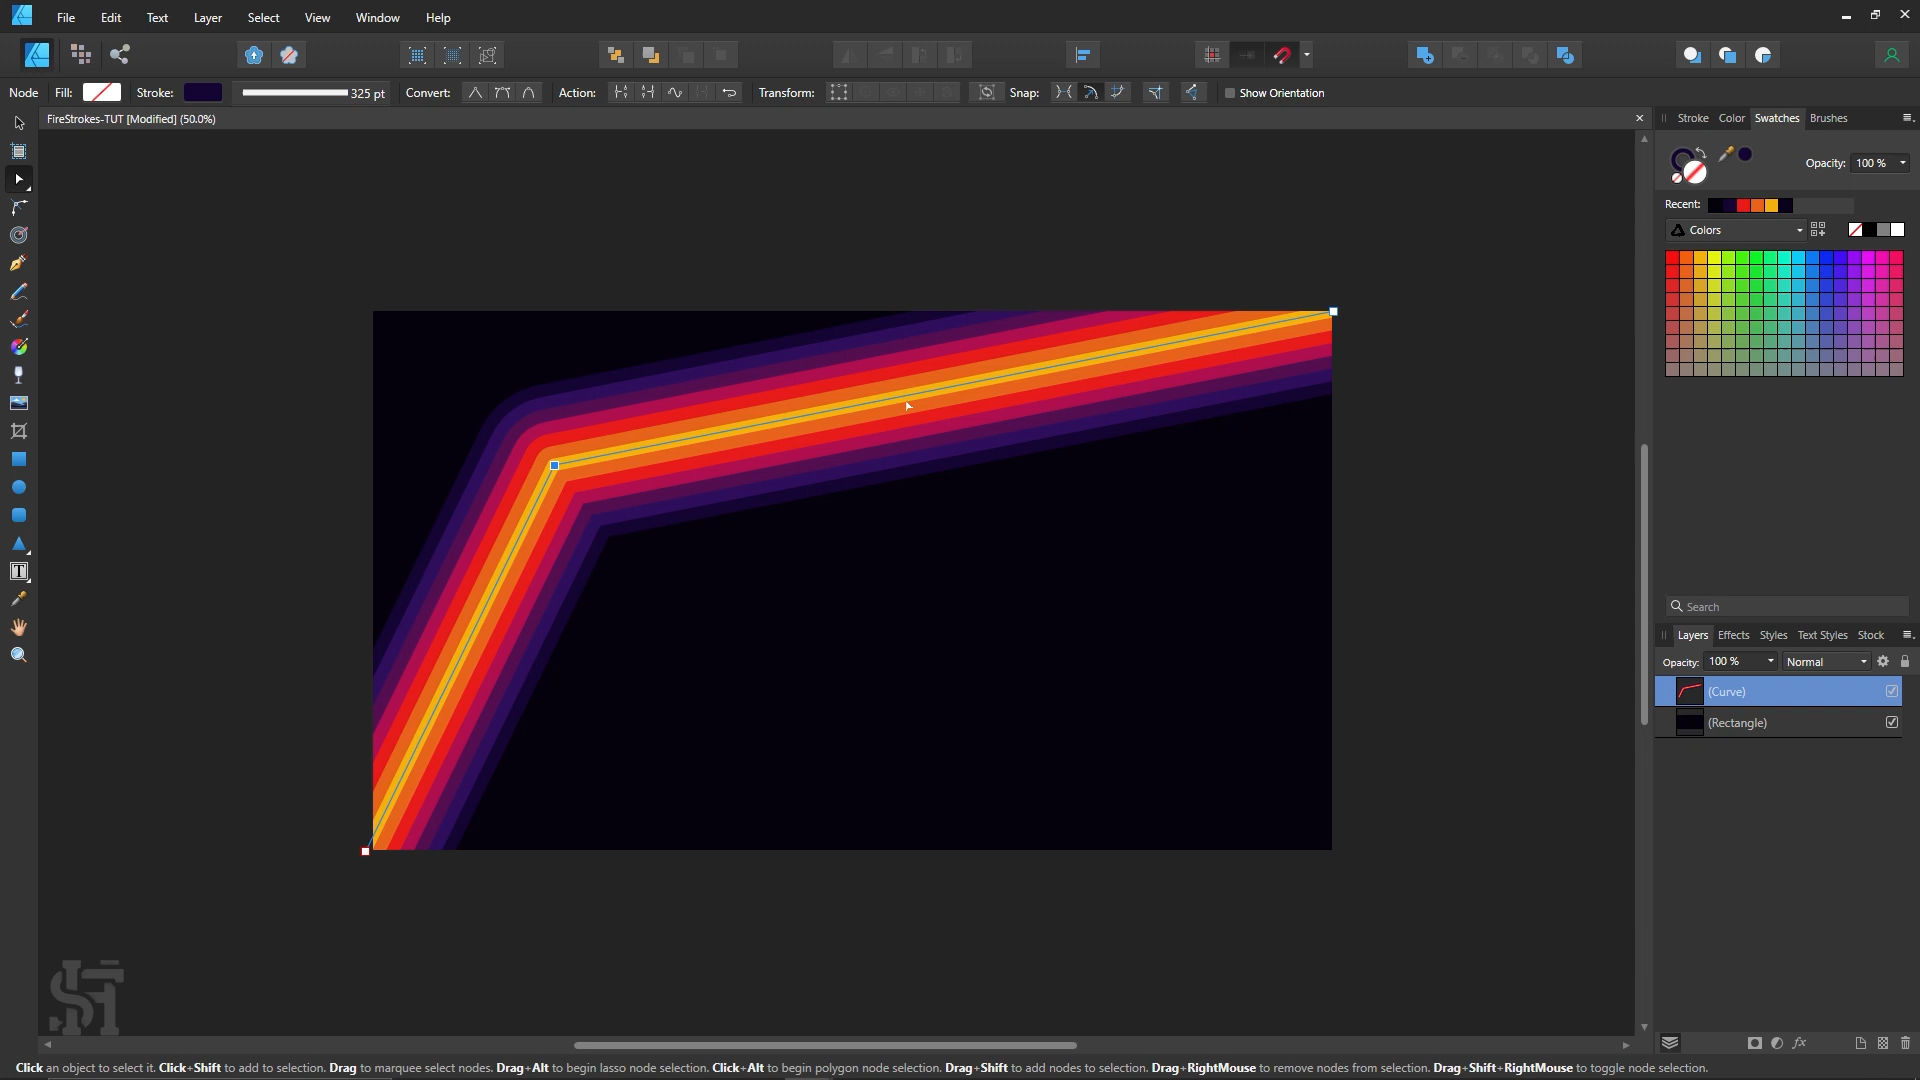 File Edit Text Layer Select View Window Help
Node Fill: Stroke: 325 pt Convert: Action: Transform: Snap: Show Orientation
FireStrokes-TUT [Modified] (50.0%)
Stroke Color Swatches Brushes
Opacity: 100 %
Recent:
Colors
Search
Layers Effects Styles Text Styles Stock
Opacity: 100 % Normal
(Curve)
(Rectangle)
Click an object to select it. Click+Shift to add to selection. Drag to marquee select nodes. Drag+Alt to begin lasso node selection. Click+Alt to begin polygon node selection. Drag+Shift to add nodes to selection. Drag+RightMouse to remove nodes from selection. Drag+Shift+RightMouse to toggle node selection.